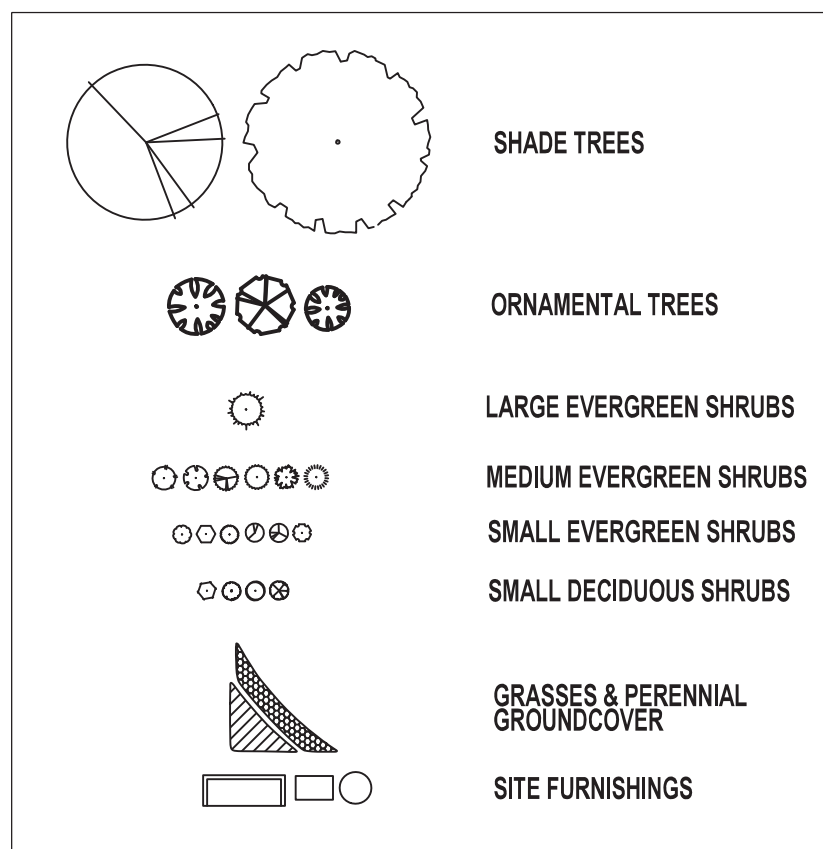 SHADE TREES
ORNAMENTAL TREES
LARGE EVERGREEN SHRUBS
MEDIUM EVERGREEN SHRUBS
SMALL EVERGREEN SHRUBS
SMALL DECIDUOUS SHRUBS
GRASSES & PERENNIAL
GROUNDCOVER
SITE FURNISHINGS